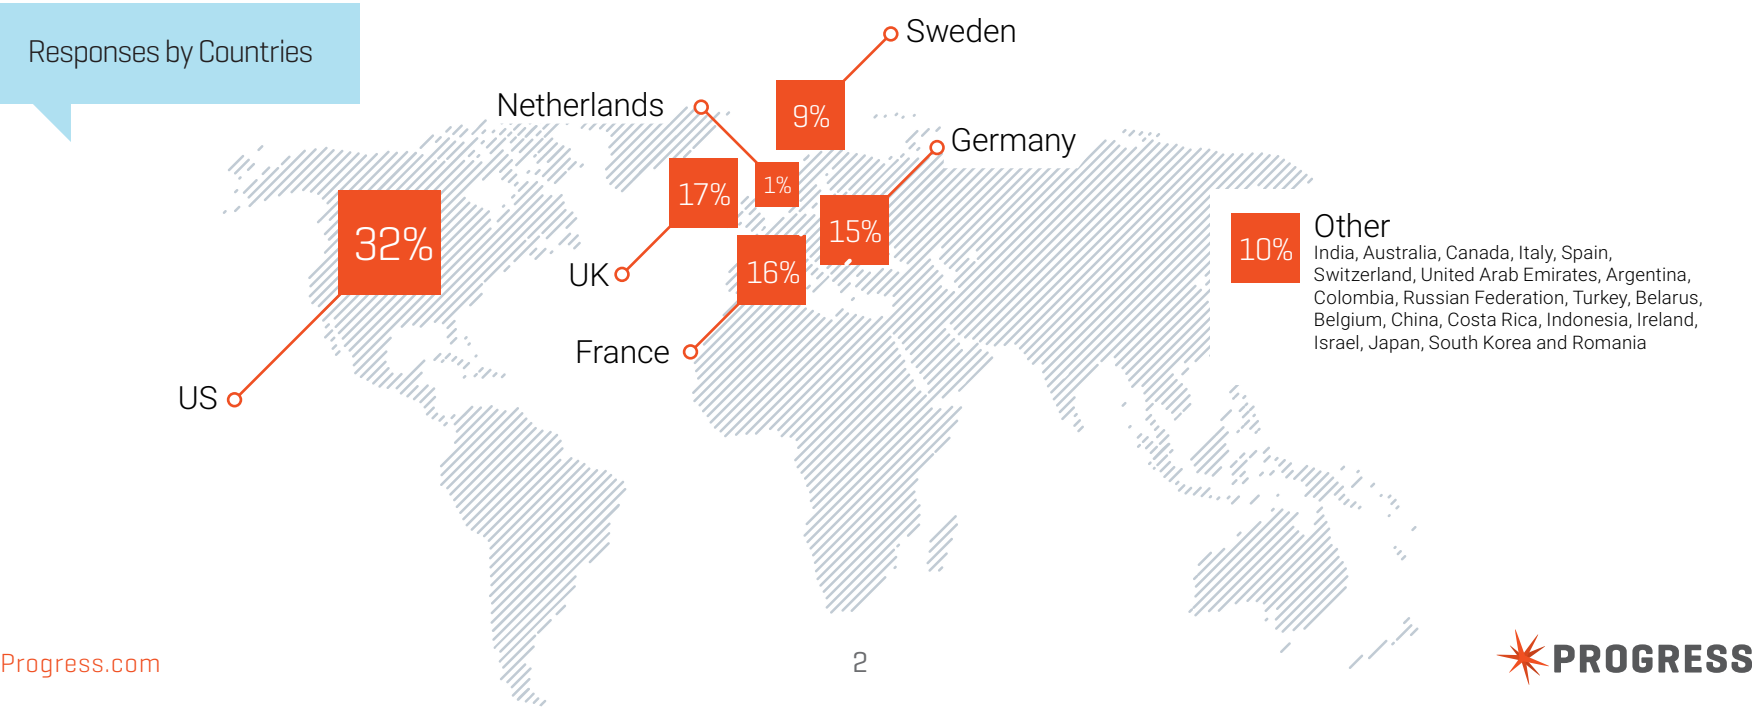 Responses by Countries
Sweden
9%
Netherlands
Germany
17%
1%
32%
15%
16%
UK
France
US
10%
Other
India, Australia, Canada, Italy, Spain,
Switzerland, United Arab Emirates, Argentina,
Colombia, Russian Federation, Turkey, Belarus,
Belgium, China, Costa Rica, Indonesia, Ireland,
Israel, Japan, South Korea and Romania
Progress.com
2
PROGRESS